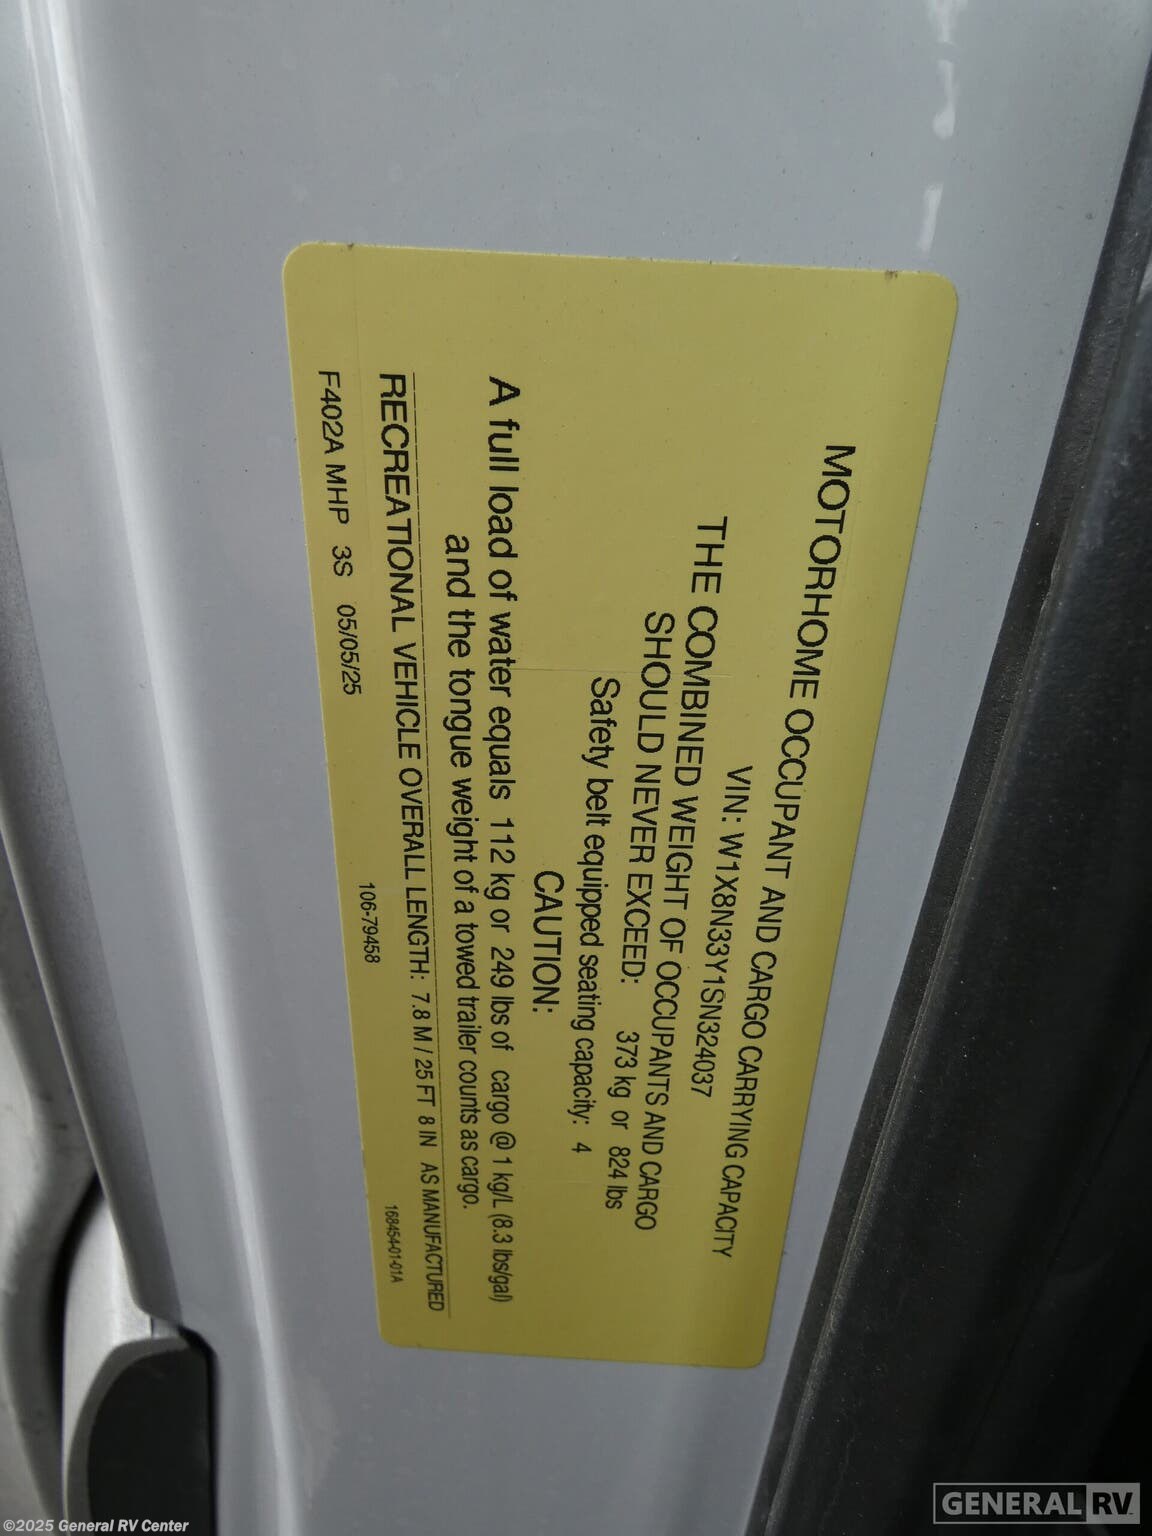 MOTORHOME OCCUPANT AND CARGO CARRYING CAPACITY
VIN: W1X8N33Y1SN324037
THE COMBINED WEIGHT OF OCCUPANTS AND CARGO
SHOULD NEVER EXCEED: 373 kg or 824 lbs
Safety belt equipped seating capacity: 4
CAUTION:
A full load of water equals 112 kg or 249 lbs of cargo @ 1 kg/L (8.3 lbs/gal)
and the tongue weight of a towed trailer counts as cargo.
RECREATIONAL VEHICLE OVERALL LENGTH: 7.8 M / 25 FT 8 IN AS MANUFACTURED
F402A MHP 3S 05/05/25 106-79458 168454-01-01A
GENERAL RV
©2025 General RV Center